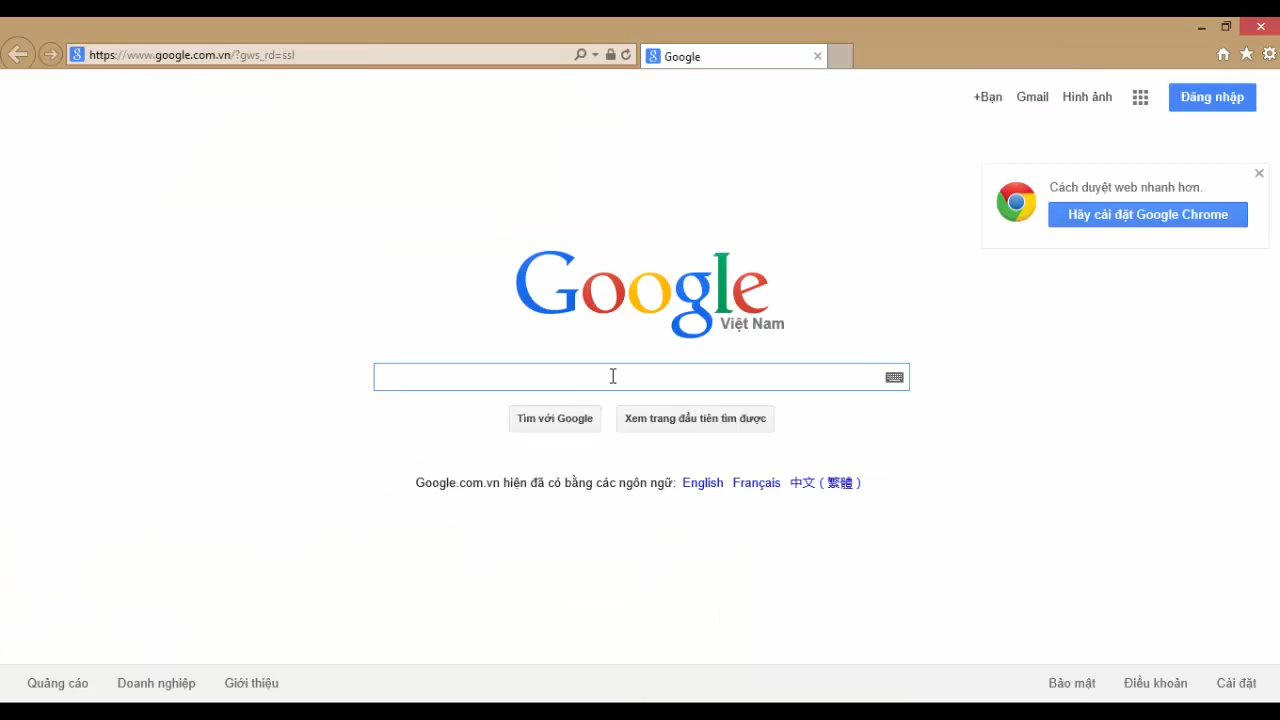 https://www.google.com.vn/?gws_rd=ssl
Google
+Bạn Gmail Hình ảnh Đăng nhập
Cách duyệt web nhanh hơn.
Hãy cài đặt Google Chrome
Google
Việt Nam
Tìm với Google Xem trang đầu tiên tìm được
Google.com.vn hiện đã có bằng các ngôn ngữ: English Français 中文（繁體）
Quảng cáo Doanh nghiệp Giới thiệu Bảo mật Điều khoản Cài đặt